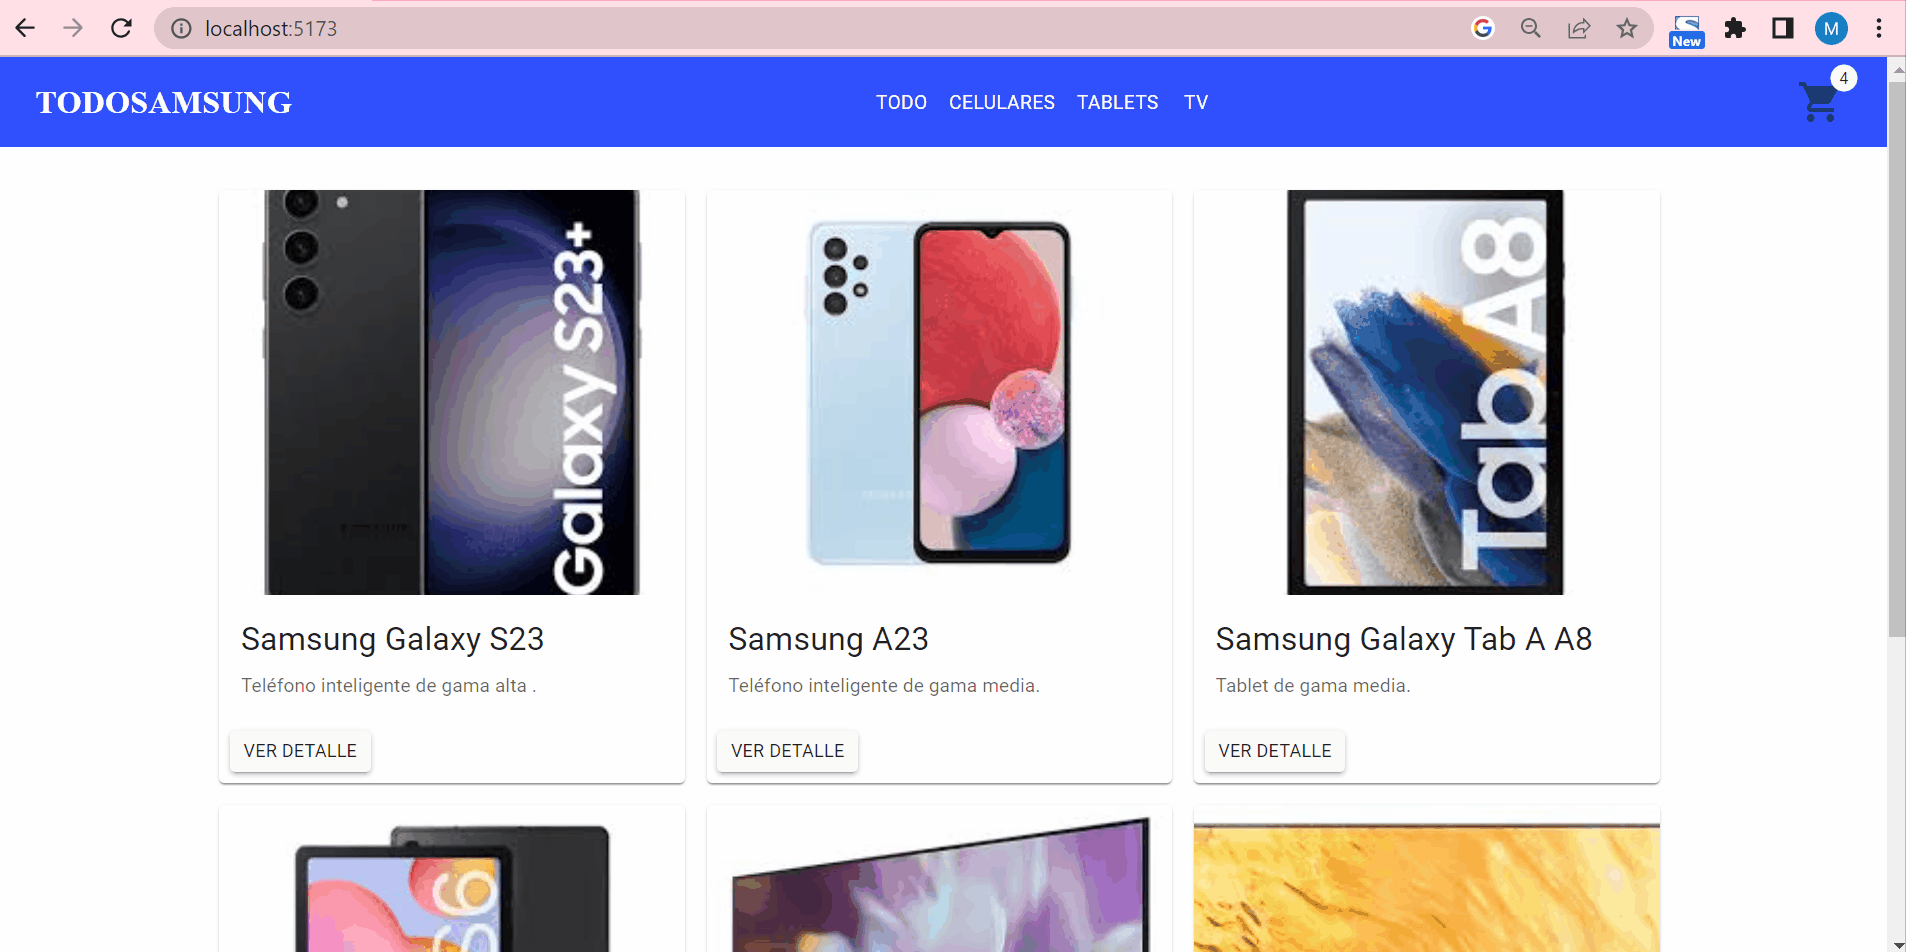 localhost:5173
New
M
TODOSAMSUNG
TODO CELULARES TABLETS TV
4
Galaxy S23+
Tab A8
Samsung Galaxy S23
Samsung A23
Samsung Galaxy Tab A A8
Teléfono inteligente de gama alta .
Teléfono inteligente de gama media.
Tablet de gama media.
VER DETALLE
VER DETALLE
VER DETALLE
S6